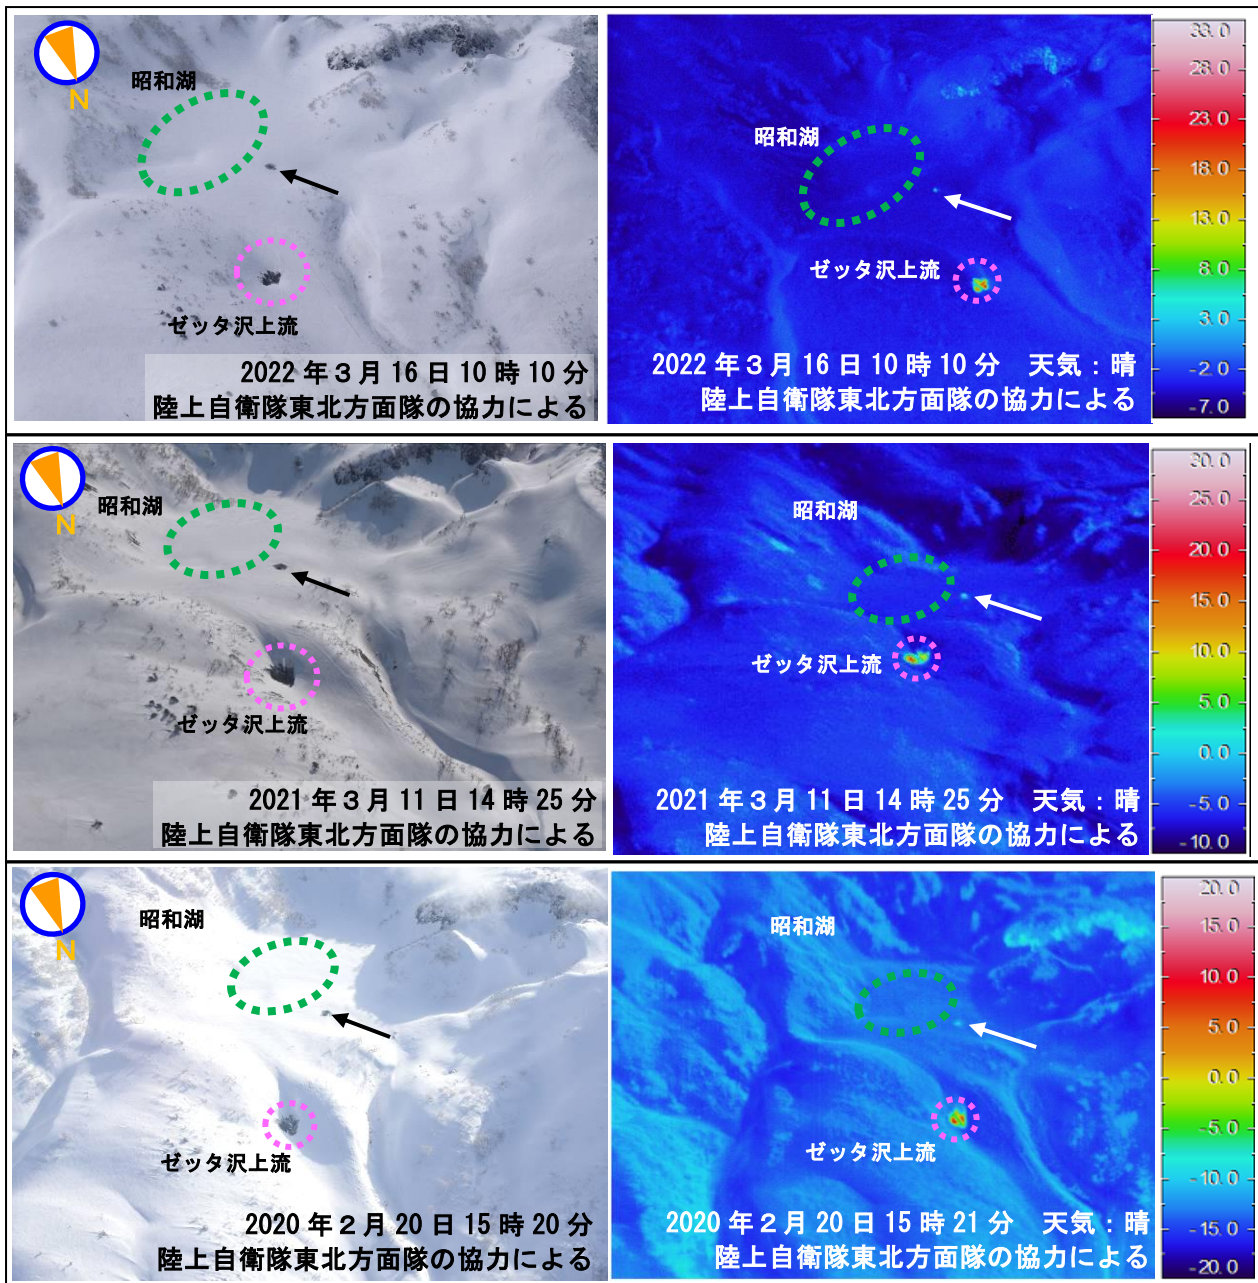 N
昭和湖
ゼッタ沢上流
2022年3月16日10時10分
陸上自衛隊東北方面隊の協力による
昭和湖
ゼッタ沢上流
2022年3月16日10時10分 天気:晴
陸上自衛隊東北方面隊の協力による
33.0
28.0
23.0
18.0
13.0
8.0
3.0
-2.0
-7.0
N
昭和湖
ゼッタ沢上流
2021年3月11日14時25分
陸上自衛隊東北方面隊の協力による
昭和湖
ゼッタ沢上流
2021年3月11日14時25分 天気:晴
陸上自衛隊東北方面隊の協力による
30.0
25.0
20.0
15.0
10.0
5.0
0.0
-5.0
-10.0
N
昭和湖
ゼッタ沢上流
2020年2月20日15時20分
陸上自衛隊東北方面隊の協力による
昭和湖
ゼッタ沢上流
2020年2月20日15時21分 天気:晴
陸上自衛隊東北方面隊の協力による
20.0
15.0
10.0
5.0
0.0
-5.0
-10.0
-15.0
-20.0